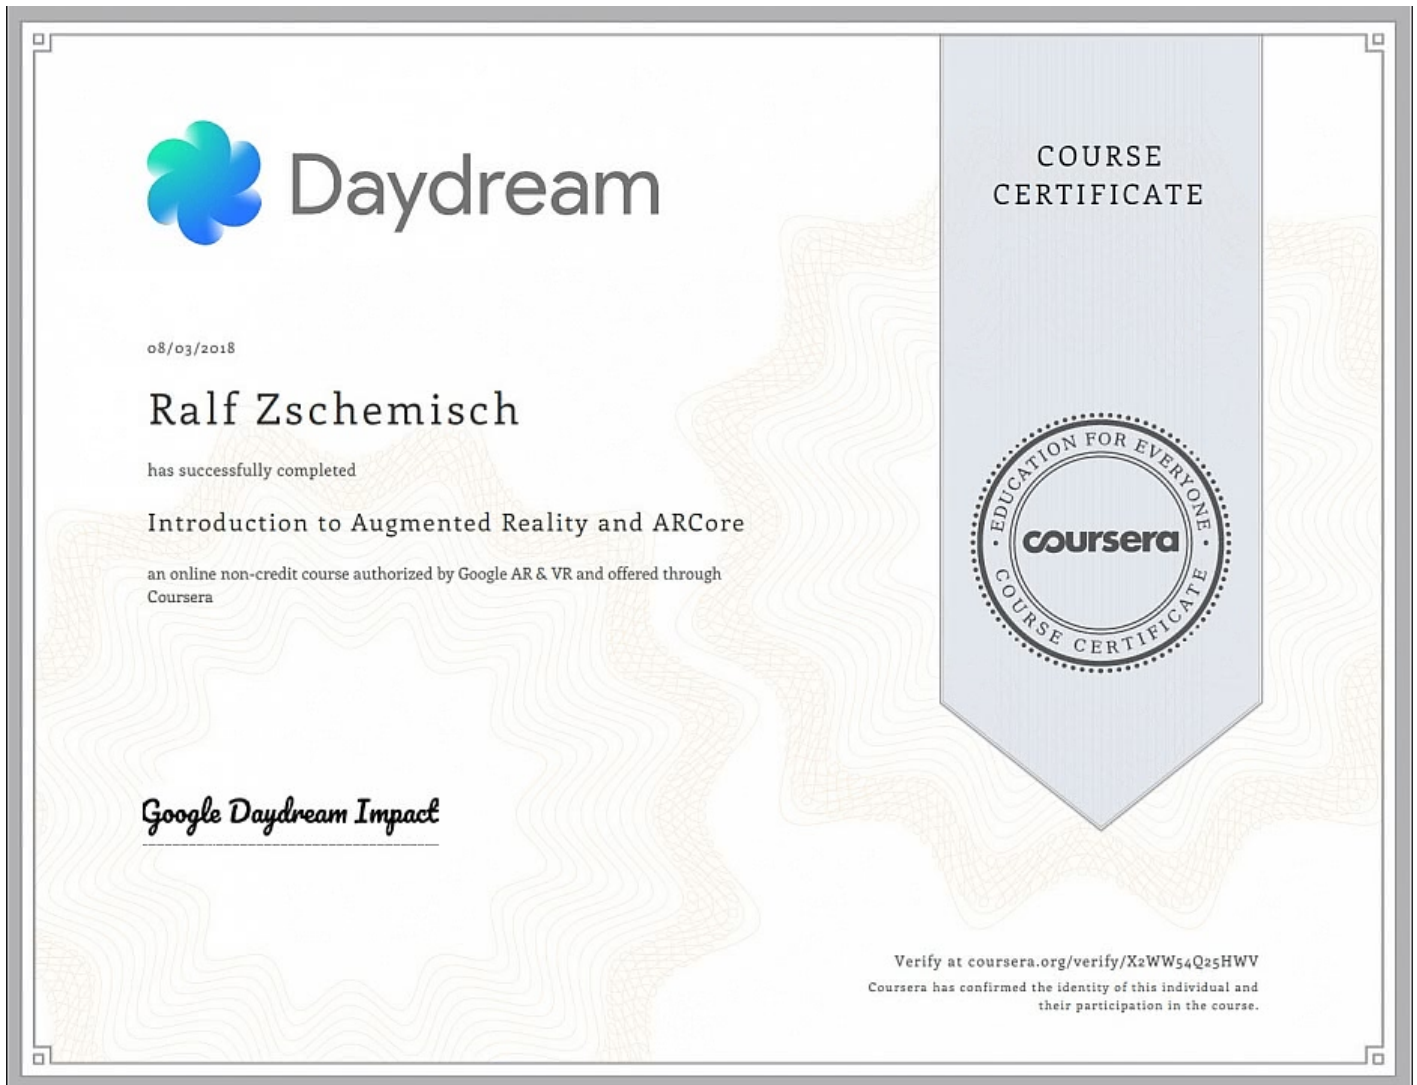 Daydream
COURSE
CERTIFICATE
08/03/2018
Ralf Zschemisch
has successfully completed
Introduction to Augmented Reality and ARCore
an online non-credit course authorized by Google AR & VR and offered through
Coursera
EDUCATION FOR EVERYONE
coursera
COURSE CERTIFICATE
Google Daydream Impact
Verify at coursera.org/verify/X2WW54Q25HWV
Coursera has confirmed the identity of this individual and
their participation in the course.